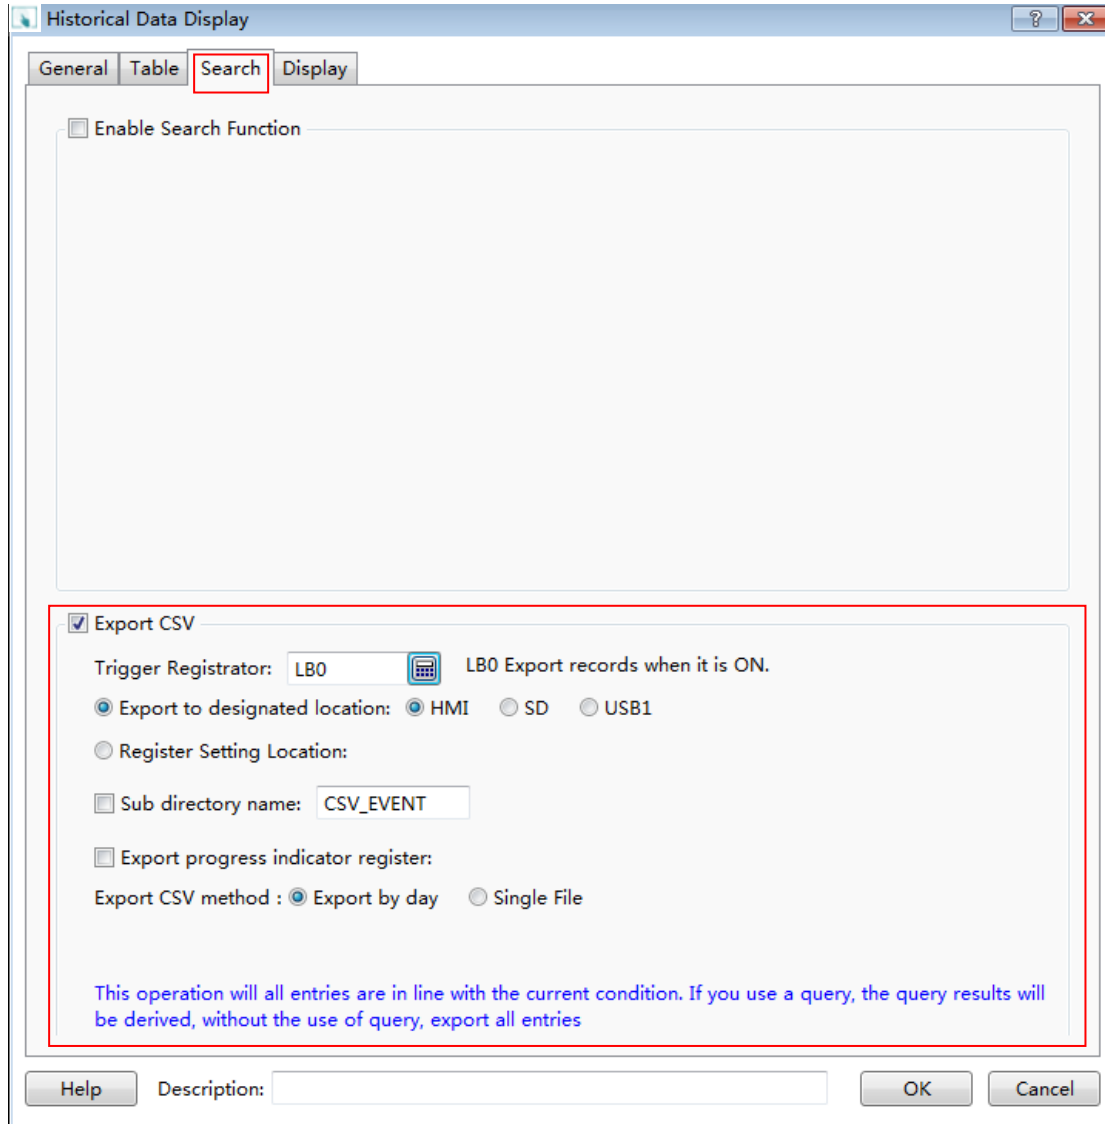 Historical Data Display
General Table Search Display
Enable Search Function
Export CSV
Trigger Registrator: LB0 LB0 Export records when it is ON.
Export to designated location: HMI SD USB1
Register Setting Location:
Sub directory name: CSV_EVENT
Export progress indicator register:
Export CSV method : Export by day Single File
This operation will all entries are in line with the current condition. If you use a query, the query results will
be derived, without the use of query, export all entries
Help Description: OK Cancel